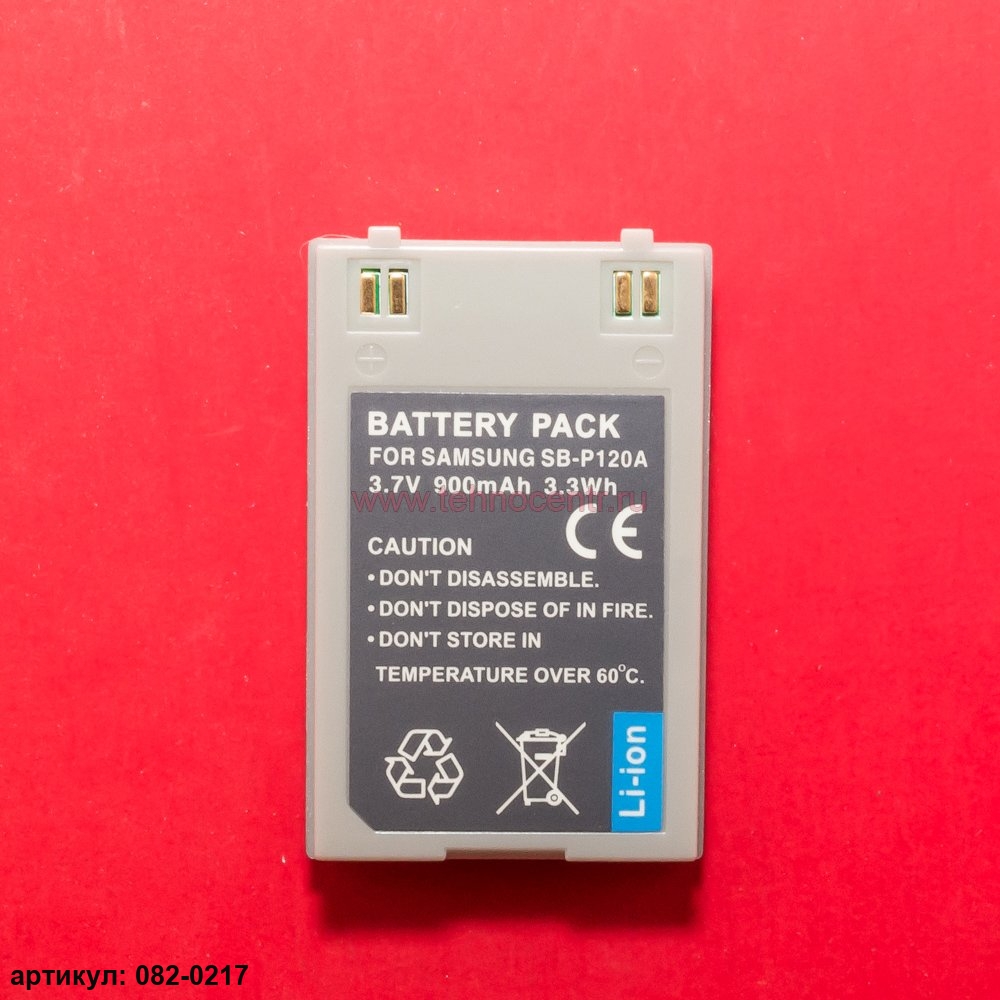 BATTERY PACK
FOR SAMSUNG SB-P120A
3.7V 900mAh 3.3Wh
www.tehnocentr.ru
CE
CAUTION
• DON'T DISASSEMBLE.
• DON'T DISPOSE OF IN FIRE.
• DON'T STORE IN
TEMPERATURE OVER 60°C.
Li-ion
артикул: 082-0217